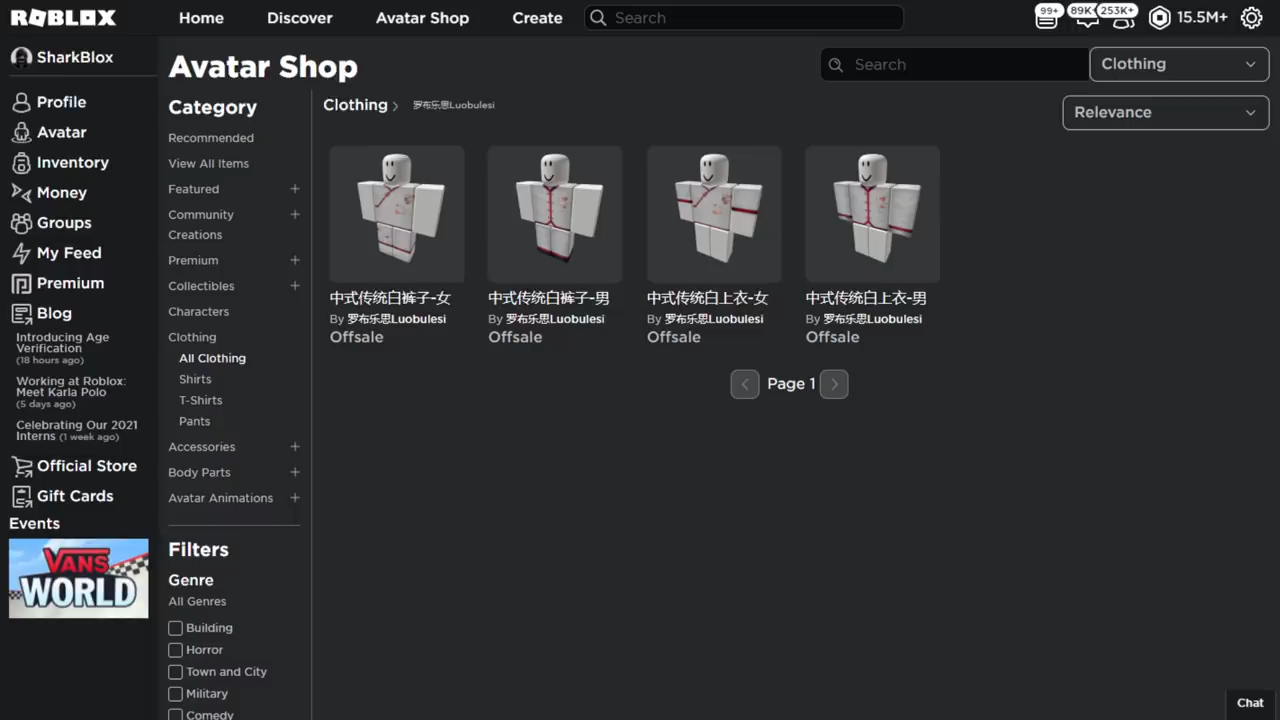 ROBLOX
Home
Discover
Avatar Shop
Create
Search
99+
89K+
253K+
15.5M+
SharkBlox
Profile
Avatar
Inventory
Money
Groups
My Feed
Premium
Blog
Introducing Age
Verification
(18 hours ago)
Working at Roblox:
Meet Karla Polo
(5 days ago)
Celebrating Our 2021
Interns (1 week ago)
Official Store
Gift Cards
Events
VANS
WORLD
Avatar Shop
Search
Clothing
Category
Recommended
View All Items
Featured +
Community +
Creations
Premium +
Collectibles +
Characters
Clothing
All Clothing
Shirts
T-Shirts
Pants
Accessories +
Body Parts +
Avatar Animations +
Filters
Genre
All Genres
Building
Horror
Town and City
Military
Comedy
Clothing > 罗布乐思Luobulesi
Relevance
中式传统白裤子-女
By 罗布乐思Luobulesi
Offsale
中式传统白裤子-男
By 罗布乐思Luobulesi
Offsale
中式传统白上衣-女
By 罗布乐思Luobulesi
Offsale
中式传统白上衣-男
By 罗布乐思Luobulesi
Offsale
< Page 1 >
Chat